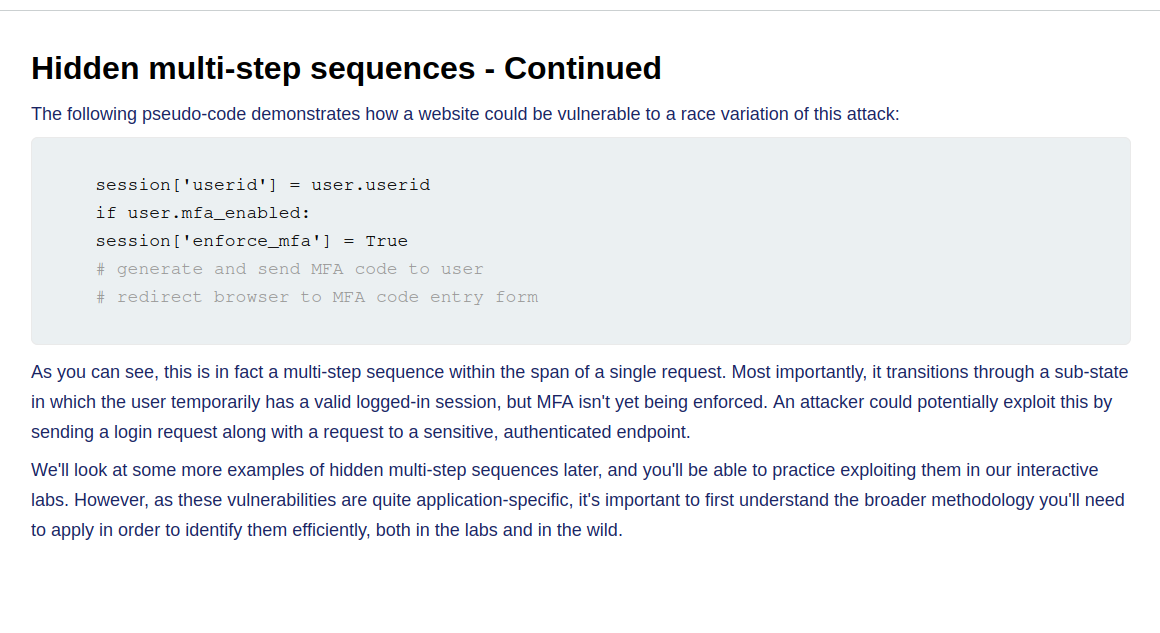 Hidden multi-step sequences - Continued
The following pseudo-code demonstrates how a website could be vulnerable to a race variation of this attack:
session['userid'] = user.userid
if user.mfa_enabled:
session['enforce_mfa'] = True
# generate and send MFA code to user
# redirect browser to MFA code entry form
As you can see, this is in fact a multi-step sequence within the span of a single request. Most importantly, it transitions through a sub-state
in which the user temporarily has a valid logged-in session, but MFA isn't yet being enforced. An attacker could potentially exploit this by
sending a login request along with a request to a sensitive, authenticated endpoint.
We'll look at some more examples of hidden multi-step sequences later, and you'll be able to practice exploiting them in our interactive
labs. However, as these vulnerabilities are quite application-specific, it's important to first understand the broader methodology you'll need
to apply in order to identify them efficiently, both in the labs and in the wild.